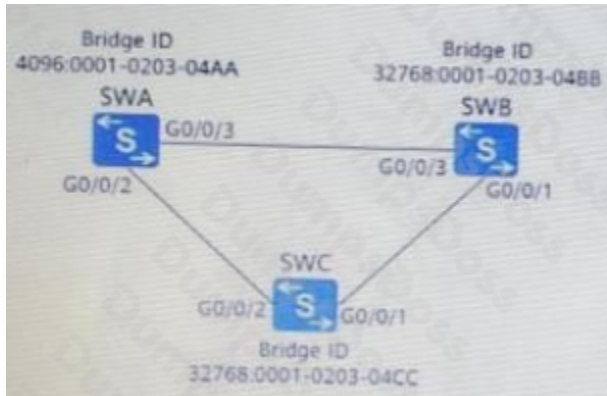 Bridge ID
4096:0001-0203-04AA
Bridge ID
32768:0001-0203-04BB
SWA
SWB
S
G0/0/3
S
G0/0/3
G0/0/2
G0/0/1
SWC
G0/0/2
S
G0/0/1
Bridge ID
32768:0001-0203-04CC
DumpsBoss
DumpsBoss